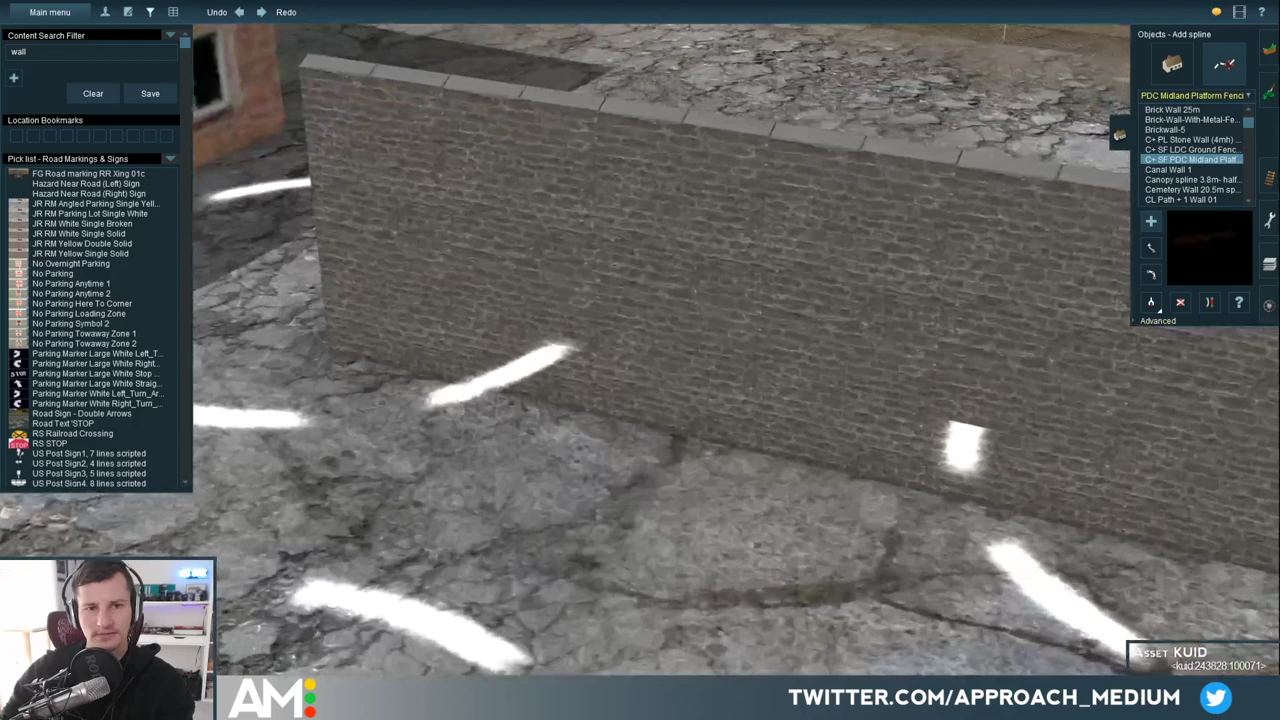 Main menu
Undo
Redo
?
Content Search Filter
wall
Clear
Save
Location Bookmarks
Pick list - Road Markings & Signs
FG Road marking RR Xing 01c
Hazard Near Road (Left) Sign
Hazard Near Road (Right) Sign
JR RM Angled Parking Single Yell...
JR RM Parking Lot Single White
JR RM White Single Broken
JR RM White Single Solid
JR RM Yellow Double Solid
JR RM Yellow Single Solid
No Overnight Parking
No Parking
No Parking Anytime 1
No Parking Anytime 2
No Parking Here To Corner
No Parking Loading Zone
No Parking Symbol 2
No Parking Towaway Zone 1
No Parking Towaway Zone 2
Parking Marker Large White Left_T...
Parking Marker Large White Right...
Parking Marker Large White Stop ...
Parking Marker Large White Straig...
Parking Marker White Left_Turn_Ar...
Parking Marker White Right_Turn_...
Road Sign - Double Arrows
Road Text 'STOP'
RS Railroad Crossing
RS STOP
US Post Sign1, 7 lines scripted
US Post Sign2, 4 lines scripted
US Post Sign3, 5 lines scripted
US Post Sign4, 8 lines scripted
Objects - Add spline
PDC Midland Platform Fenci
Brick Wall 25m
Brick-Wall-With-Metal-Fe...
Brickwall-5
C+ PL Stone Wall (4mh) ...
C+ SF LDC Ground Fenc...
C+ SF PDC Midland Platf
Canal Wall 1
Canopy spline 3.8m- half...
Cemetery Wall 20.5m sp...
CL Path + 1 Wall 01
?
Advanced
ASSET KUID
<kuid:243828:100071>
AM
TWITTER.COM/APPROACH_MEDIUM